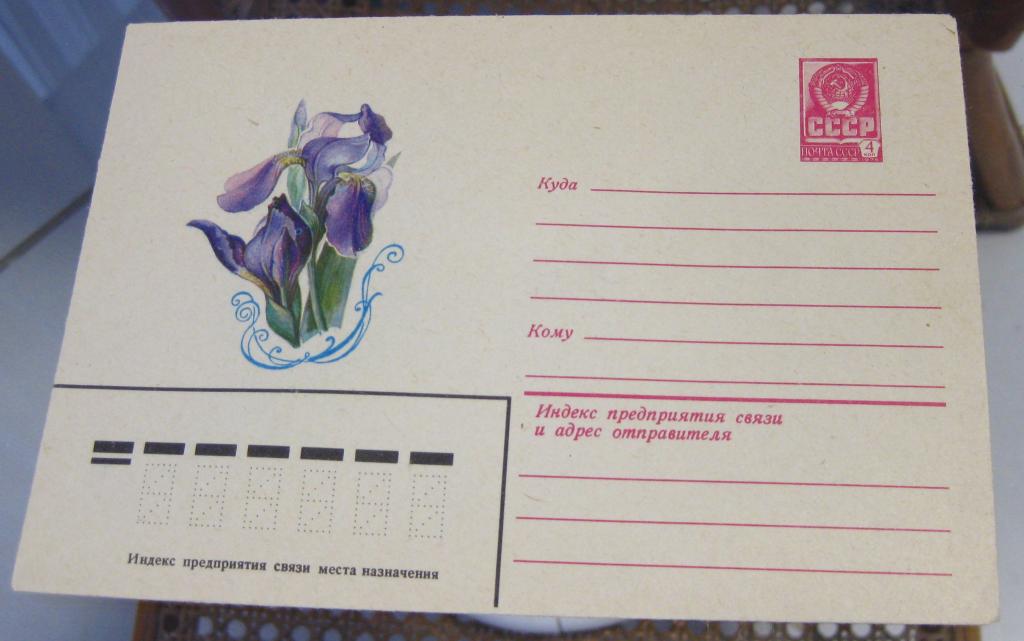 СССР
ПОЧТА СССР 4
Куда
Кому
Индекс предприятия связи
и адрес отправителя
Индекс предприятия связи места назначения